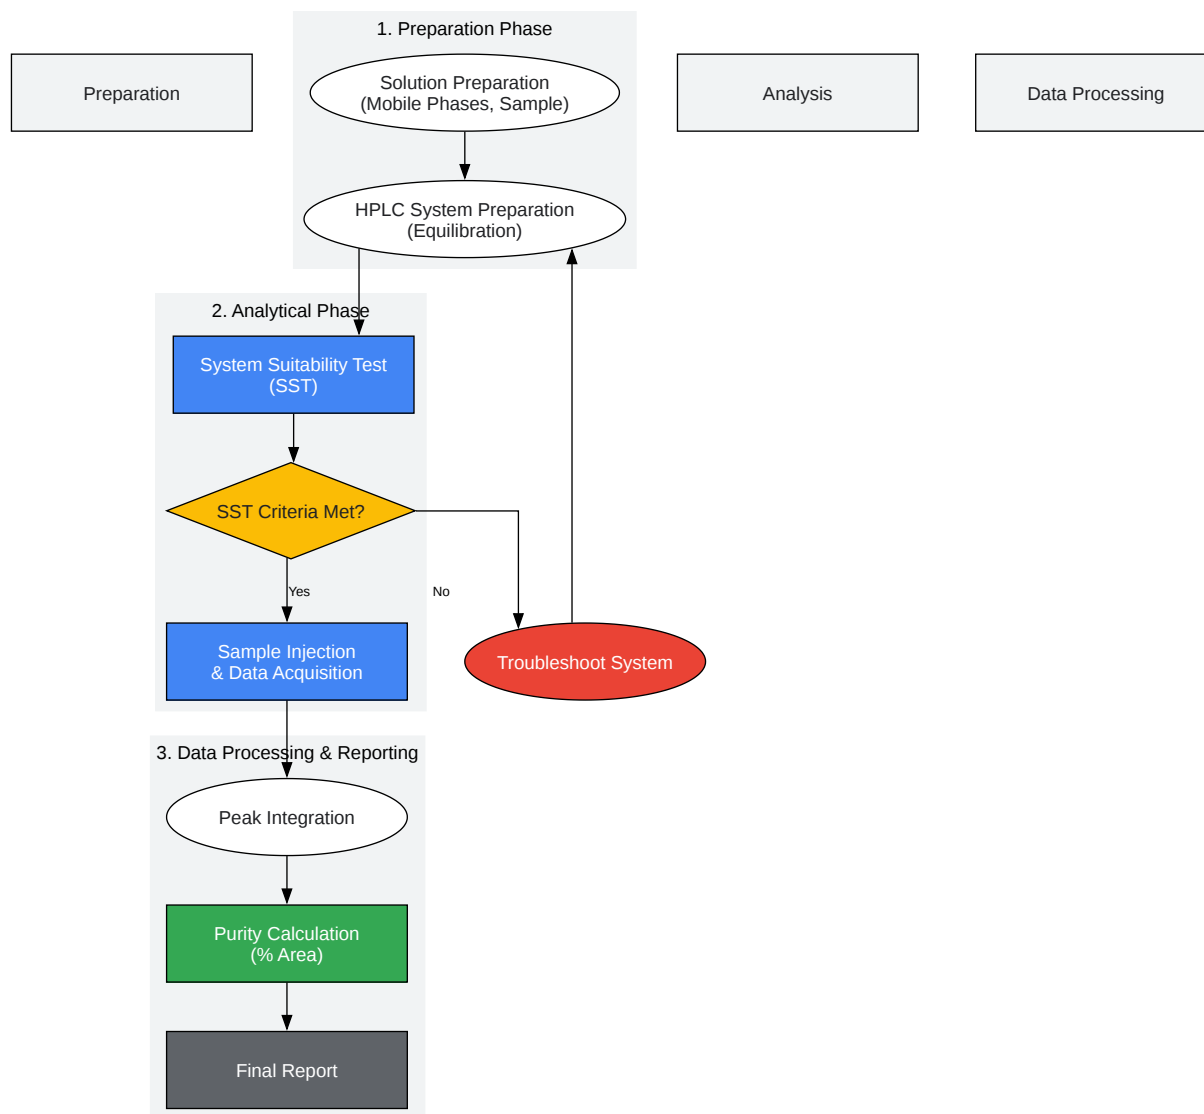 1. Preparation Phase
Preparation
Solution Preparation
(Mobile Phases, Sample)
Analysis
Data Processing
HPLC System Preparation
(Equilibration)
2. Analytical Phase
System Suitability Test
(SST)
SST Criteria Met?
Yes
No
Sample Injection
& Data Acquisition
Troubleshoot System
3. Data Processing & Reporting
Peak Integration
Purity Calculation
(% Area)
Final Report